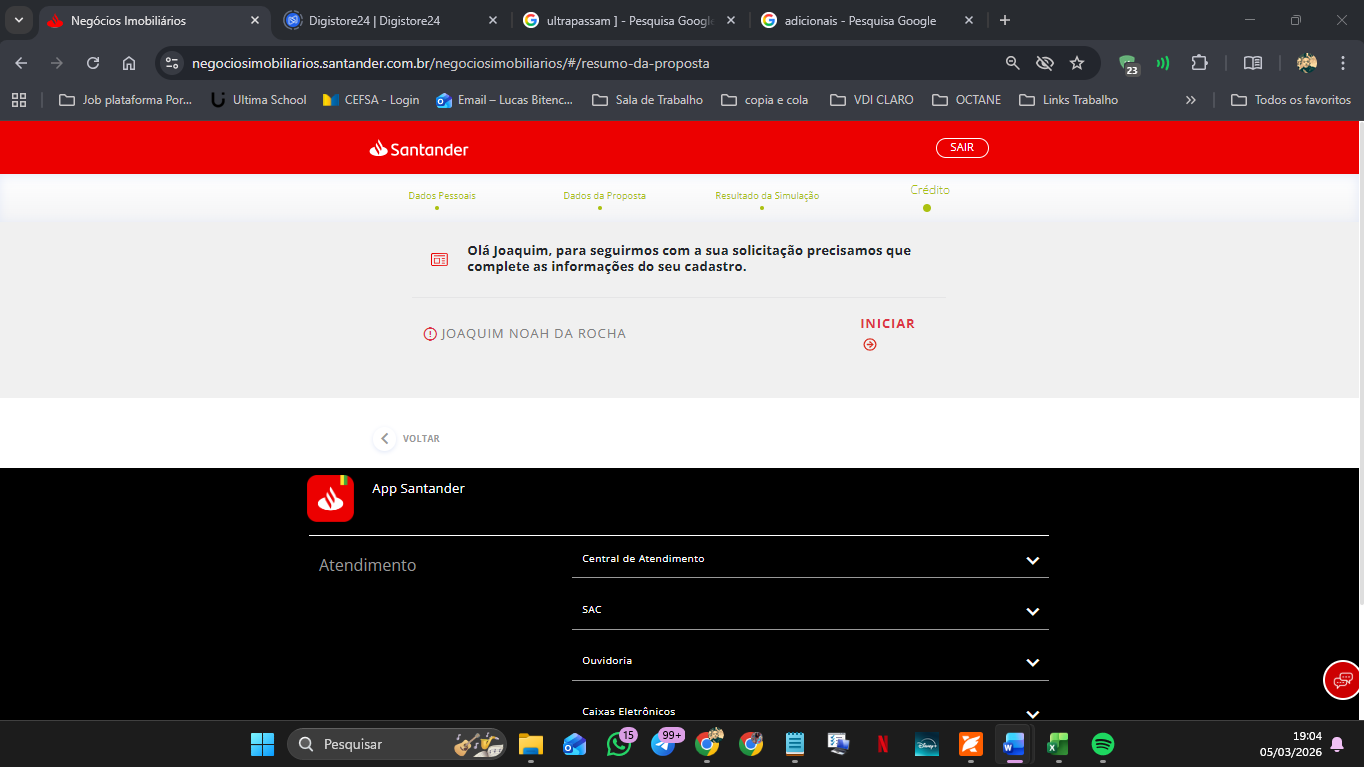 Negócios Imobiliários
Digistore24 | Digistore24
ultrapassam ] - Pesquisa Google
adicionais - Pesquisa Google
negociosimobiliarios.santander.com.br/negociosimobiliarios/#/resumo-da-proposta
23
Job plataforma Por...
Ultima School
CEFSA - Login
Email – Lucas Bitenc...
Sala de Trabalho
copia e cola
VDI CLARO
OCTANE
Links Trabalho
Todos os favoritos
Santander
SAIR
Dados Pessoais
Dados da Proposta
Resultado da Simulação
Crédito
Olá Joaquim, para seguirmos com a sua solicitação precisamos que
complete as informações do seu cadastro.
JOAQUIM NOAH DA ROCHA
INICIAR
VOLTAR
App Santander
Atendimento
Central de Atendimento
SAC
Ouvidoria
Caixas Eletrônicos
Pesquisar
15
99+
19:04
05/03/2026